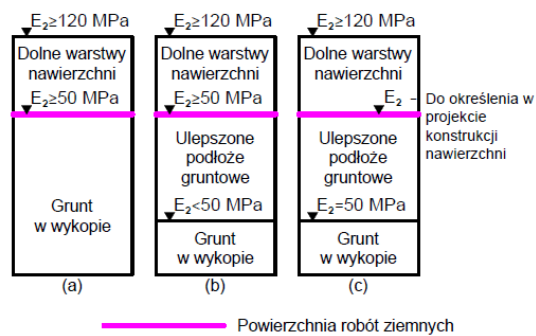 E₂≥120 MPa
Dolne warstwy
nawierzchni
E₂≥50 MPa
Grunt
w wykopie
(a)
E₂≥120 MPa
Dolne warstwy
nawierzchni
E₂≥50 MPa
Ulepszone
podłoże
gruntowe
E₂<50 MPa
Grunt
w wykopie
(b)
E₂≥120 MPa
Dolne warstwy
nawierzchni
E₂ - Do określenia w
projekcie
konstrukcji
nawierzchni
Ulepszone
podłoże
gruntowe
E₂=50 MPa
Grunt
w wykopie
(c)
Powierzchnia robót ziemnych